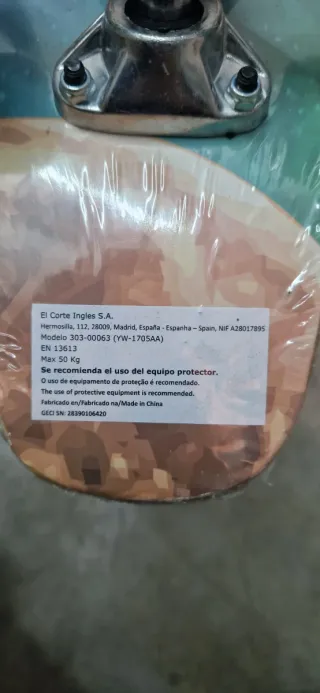 El Corte Ingles S.A.
Hermosilla, 112, 28009, Madrid, España - Espanha – Spain, NIF A28017895
Modelo 303-00063 (YW-1705AA)
EN 13613
Max 50 Kg
Se recomienda el uso del equipo protector.
O uso de equipamento de proteção é recomendado.
The use of protective equipment is recommended.
Fabricado en/Fabricado na/Made in China
GECI SN: 28390106420